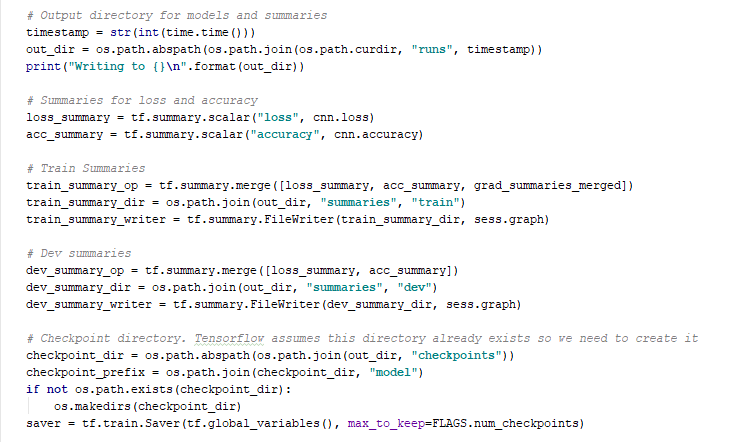 # Output directory for models and summaries
timestamp = str(int(time.time()))
out_dir = os.path.abspath(os.path.join(os.path.curdir, "runs", timestamp))
print("Writing to {}\n".format(out_dir))
# Summaries for loss and accuracy
loss_summary = tf.summary.scalar("loss", cnn.loss)
acc_summary = tf.summary.scalar("accuracy", cnn.accuracy)
# Train Summaries
train_summary_op = tf.summary.merge([loss_summary, acc_summary, grad_summaries_merged])
train_summary_dir = os.path.join(out_dir, "summaries", "train")
train_summary_writer = tf.summary.FileWriter(train_summary_dir, sess.graph)
# Dev summaries
dev_summary_op = tf.summary.merge([loss_summary, acc_summary])
dev_summary_dir = os.path.join(out_dir, "summaries", "dev")
dev_summary_writer = tf.summary.FileWriter(dev_summary_dir, sess.graph)
# Checkpoint directory. Tensorflow assumes this directory already exists so we need to create it
checkpoint_dir = os.path.abspath(os.path.join(out_dir, "checkpoints"))
checkpoint_prefix = os.path.join(checkpoint_dir, "model")
if not os.path.exists(checkpoint_dir):
    os.makedirs(checkpoint_dir)
saver = tf.train.Saver(tf.global_variables(), max_to_keep=FLAGS.num_checkpoints)